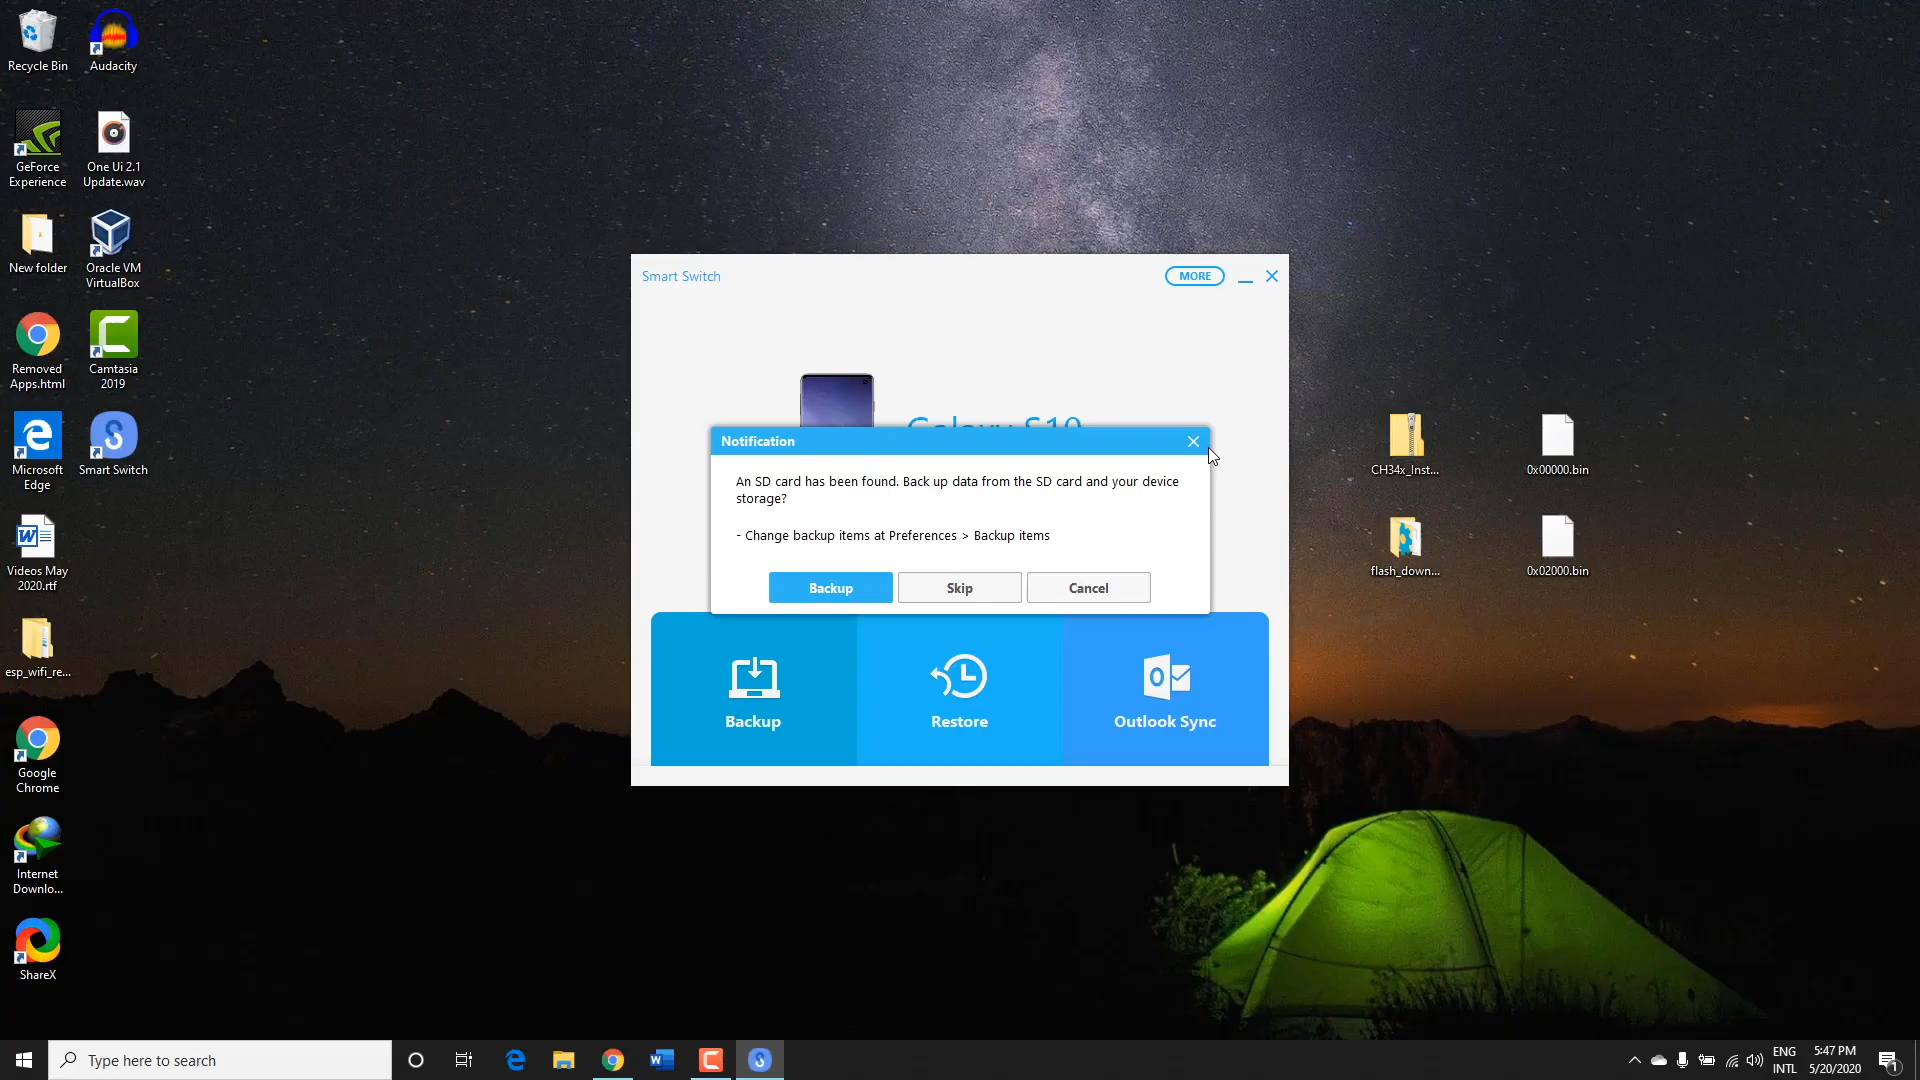 Recycle Bin
Audacity
GeForce
Experience
One Ui 2.1
Update.wav
New folder
Oracle VM
VirtualBox
Removed
Apps.html
Camtasia
2019
Microsoft
Edge
Smart Switch
Videos May
2020.rtf
esp_wifi_re...
Google
Chrome
Internet
Downlo...
ShareX
Smart Switch
MORE
Galaxy S10
Notification
An SD card has been found. Back up data from the SD card and your device
storage?
- Change backup items at Preferences > Backup items
Backup
Skip
Cancel
Backup
Restore
Outlook Sync
CH34x_Inst...
0x00000.bin
flash_down...
0x02000.bin
Type here to search
ENG
INTL
5:47 PM
5/20/2020
1